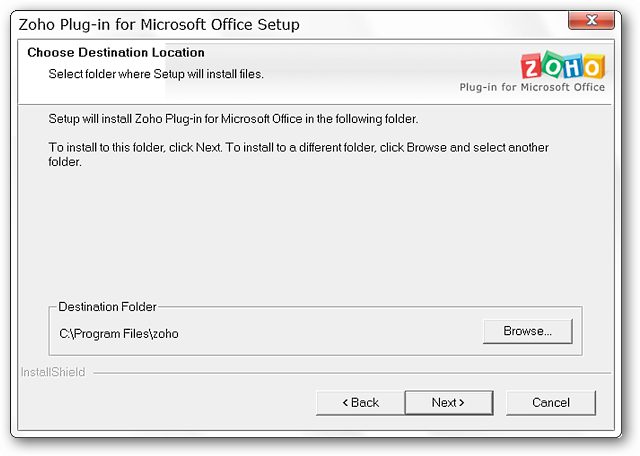 Zoho Plug-in for Microsoft Office Setup
X
Choose Destination Location
Select folder where Setup will install files.
ZOHO
Plug-in for Microsoft Office
Setup will install Zoho Plug-in for Microsoft Office in the following folder.
To install to this folder, click Next. To install to a different folder, click Browse and select another
folder.
Destination Folder
C:\Program Files\zoho
Browse...
InstallShield
< Back
Next >
Cancel